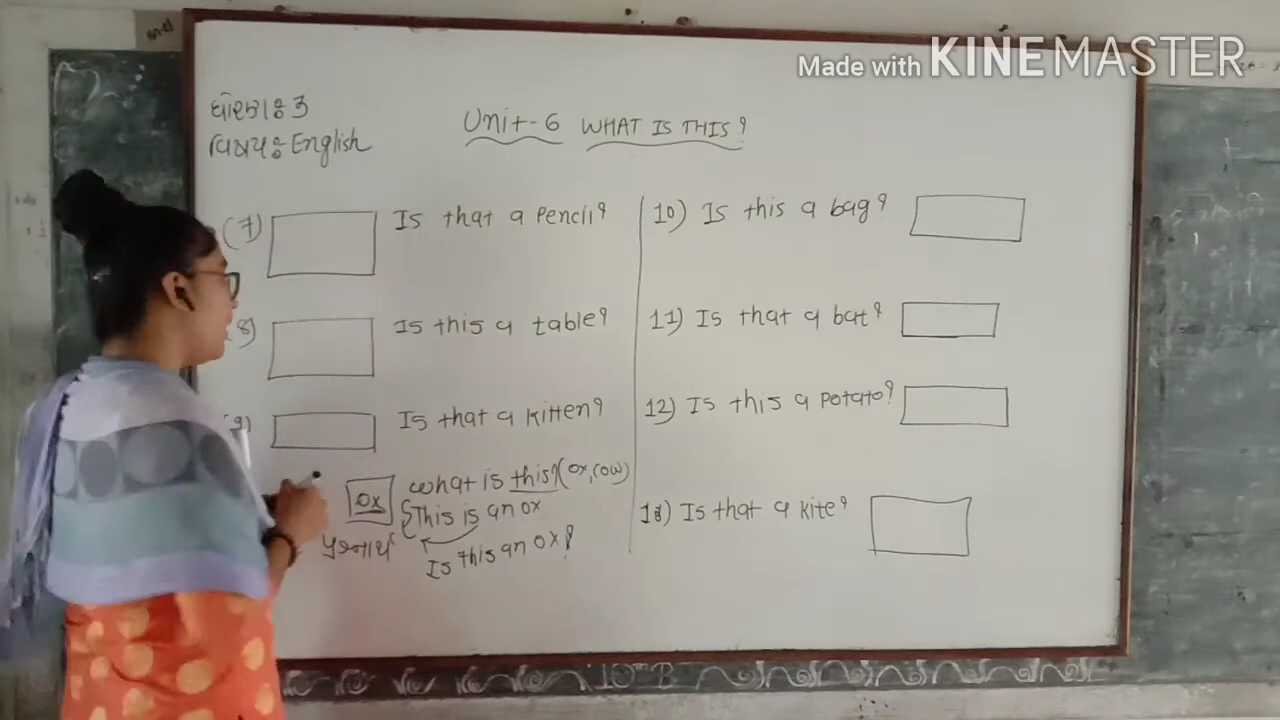 Made with KINEMASTER
ધોરણ : 3
વિષય : English
Unit - 6 WHAT IS THIS?
(7) Is that a pencil?
8) Is this a table?
9) Is that a kitten?
ox
what is this? (ox, cow)
This is an ox
પ્રશ્નાર્થ
Is this an ox?
10) Is this a bag?
11) Is that a bat?
12) Is this a potato?
Is that a kite?
10 B